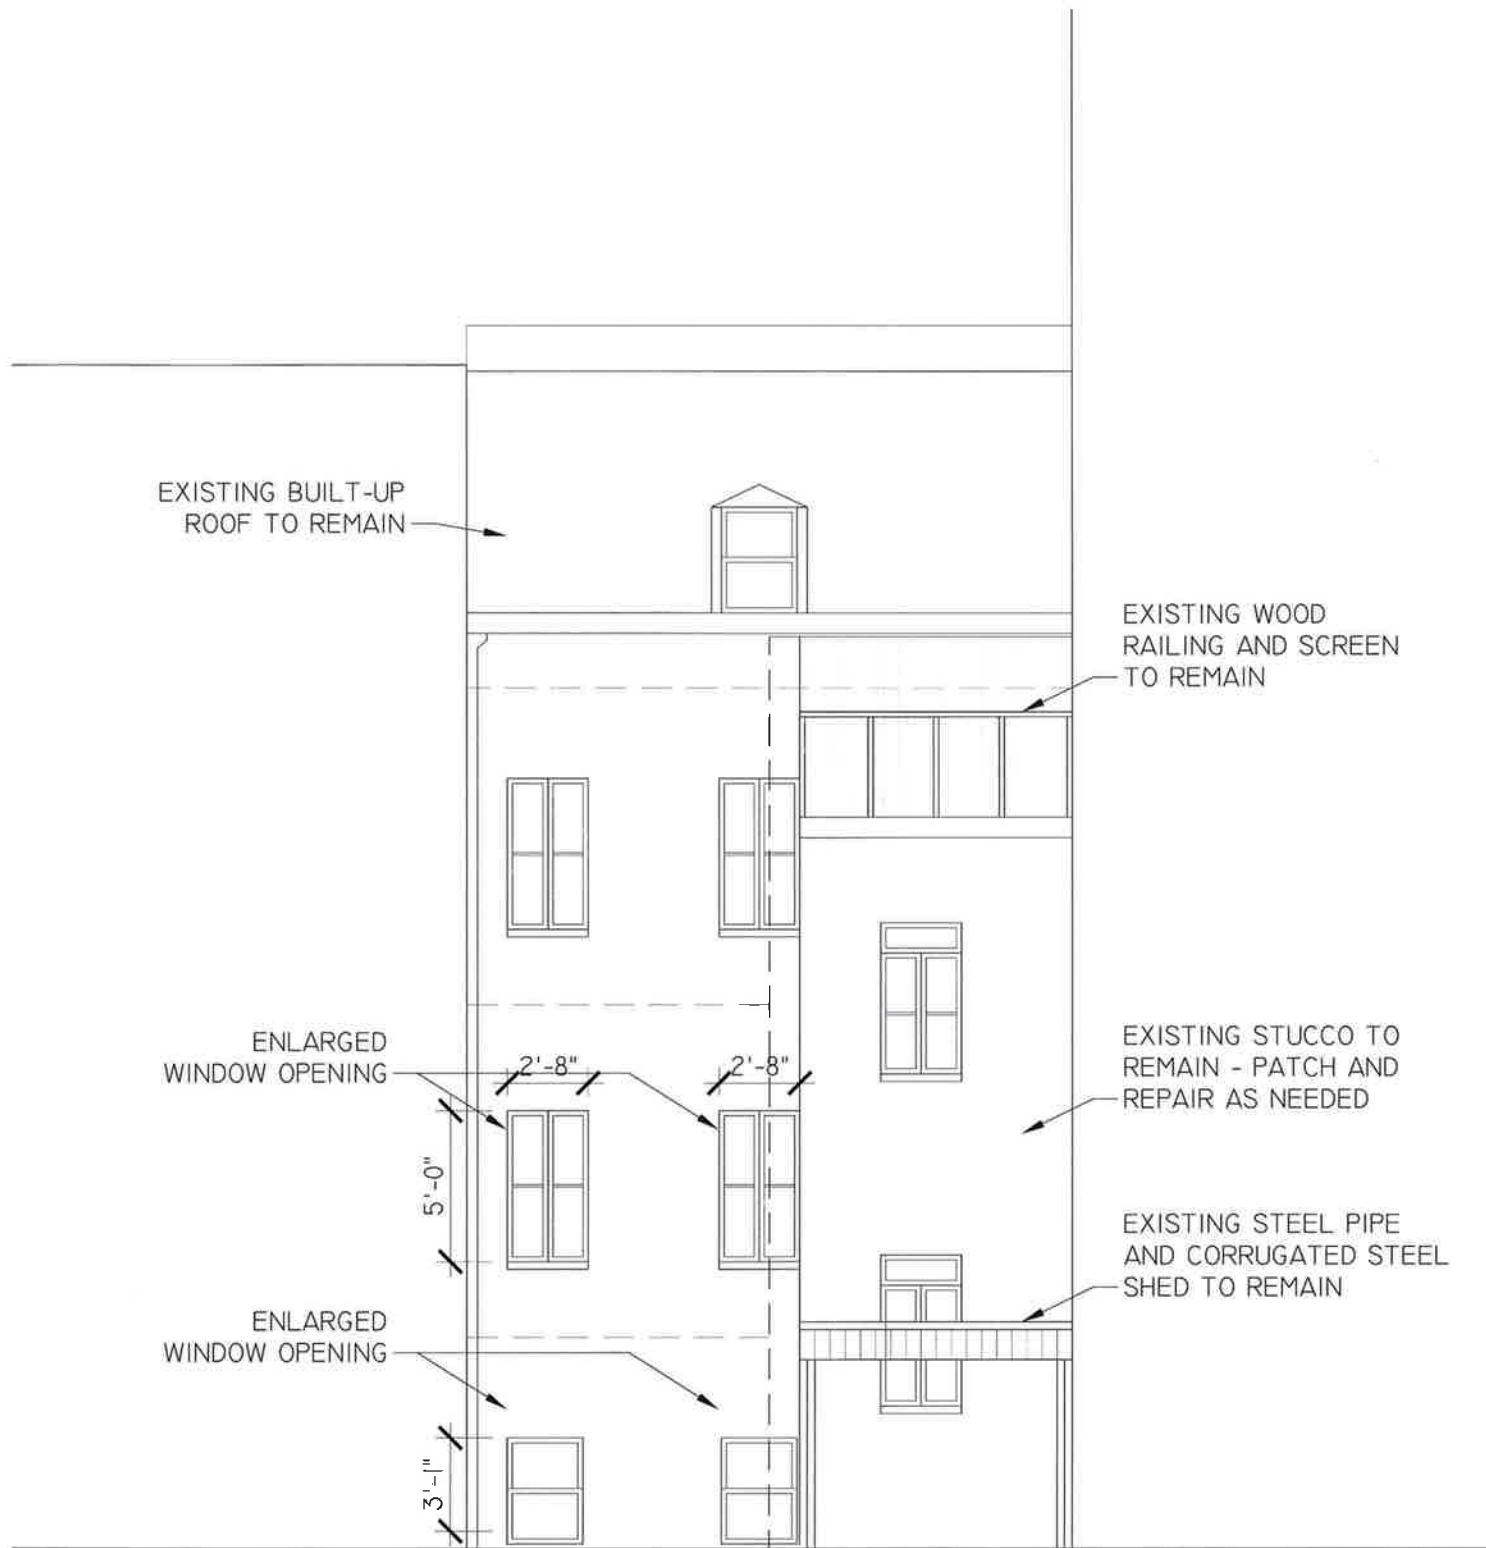 EXISTING BUILT-UP
ROOF TO REMAIN
EXISTING WOOD
RAILING AND SCREEN
TO REMAIN
ENLARGED
WINDOW OPENING
2'-8"
2'-8"
EXISTING STUCCO TO
REMAIN - PATCH AND
REPAIR AS NEEDED
5'-0"
EXISTING STEEL PIPE
AND CORRUGATED STEEL
SHED TO REMAIN
ENLARGED
WINDOW OPENING
3'-1"